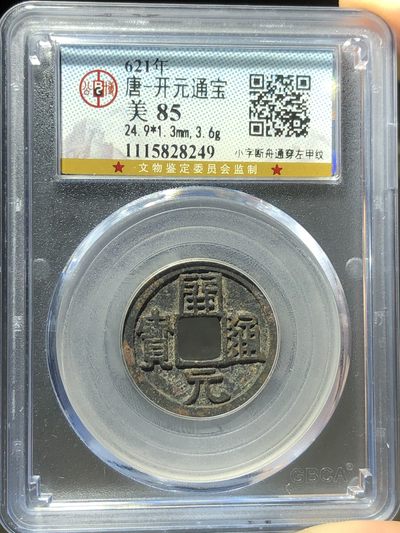 621年
唐-开元通宝
美 85
24.9*1.3mm, 3.6g
1115828249
小字断舟通穿左甲纹
公博
★ 文物鉴定委员会监制 ★
開
寶 通
元
GBCA®